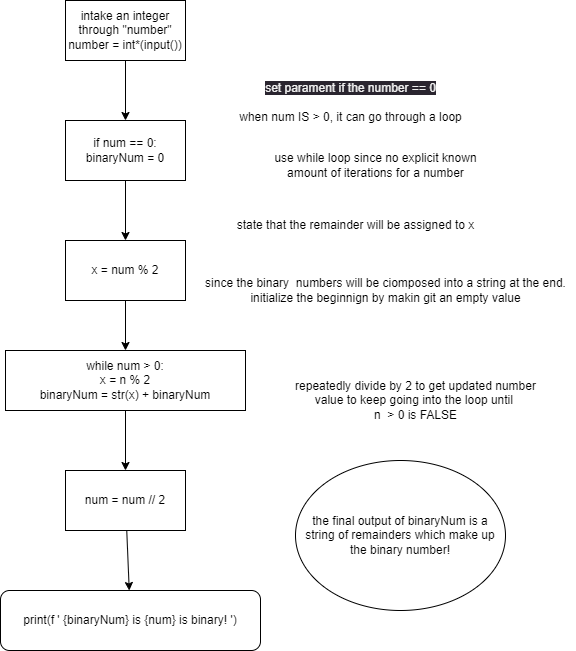 intake an integer
through "number"
number = int*(input())
set parament if the number == 0
when num IS > 0, it can go through a loop
if num == 0:
binaryNum = 0
use while loop since no explicit known
amount of iterations for a number
state that the remainder will be assigned to x
x = num % 2
since the binary  numbers will be ciomposed into a string at the end.
initialize the beginnign by makin git an empty value
while num > 0:
x = n % 2
binaryNum = str(x) + binaryNum
repeatedly divide by 2 to get updated number
value to keep going into the loop until
n  > 0 is FALSE
num = num // 2
the final output of binaryNum is a
string of remainders which make up
the binary number!
print(f ' {binaryNum} is {num} is binary! ')